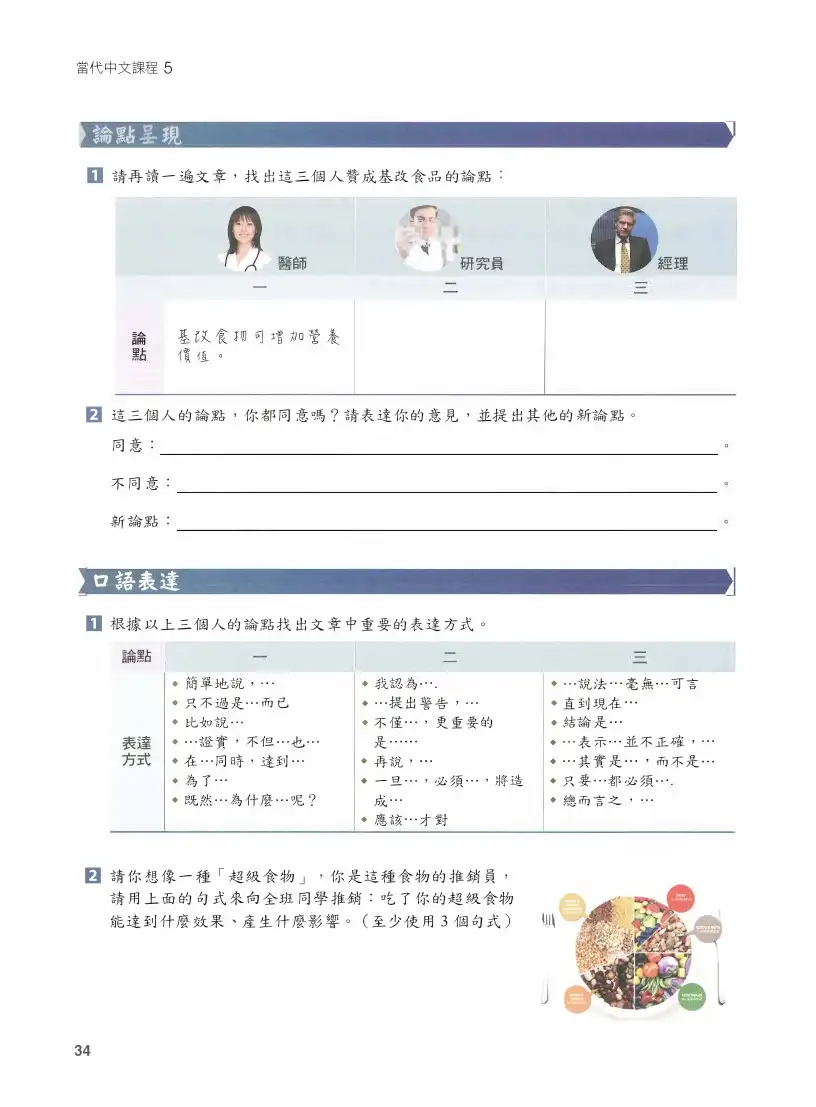 當代中文課程 5
論點呈現
1 請再讀一遍文章，找出這三個人贊成基改食品的論點：
醫師
研究員
經理
一
二
三
論點
基改食物可增加營養
價值。
2 這三個人的論點，你都同意嗎？請表達你的意見，並提出其他的新論點。
同意：。
不同意：。
新論點：。
口語表達
1 根據以上三個人的論點找出文章中重要的表達方式。
論點 一 二 三
表達
方式
◆ 簡單地說，…
◆ 只不過是…而已
◆ 比如說…
◆ …證實，不但…也…
◆ 在…同時，達到…
◆ 為了…
◆ 既然…為什麼…呢？
◆ 我認為….
◆ …提出警告，…
◆ 不僅…，更重要的
是……
◆ 再說，…
◆ 一旦…，必須…，將造
成…
◆ 應該…才對
◆ …說法…毫無…可言
◆ 直到現在…
◆ 結論是…
◆ …表示…並不正確，…
◆ …其實是…，而不是…
◆ 只要…都必須….
◆ 總而言之，…
2 請你想像一種「超級食物」，你是這種食物的推銷員，
請用上面的句式來向全班同學推銷：吃了你的超級食物
能達到什麼效果、產生什麼影響。（至少使用 3 個句式）
34